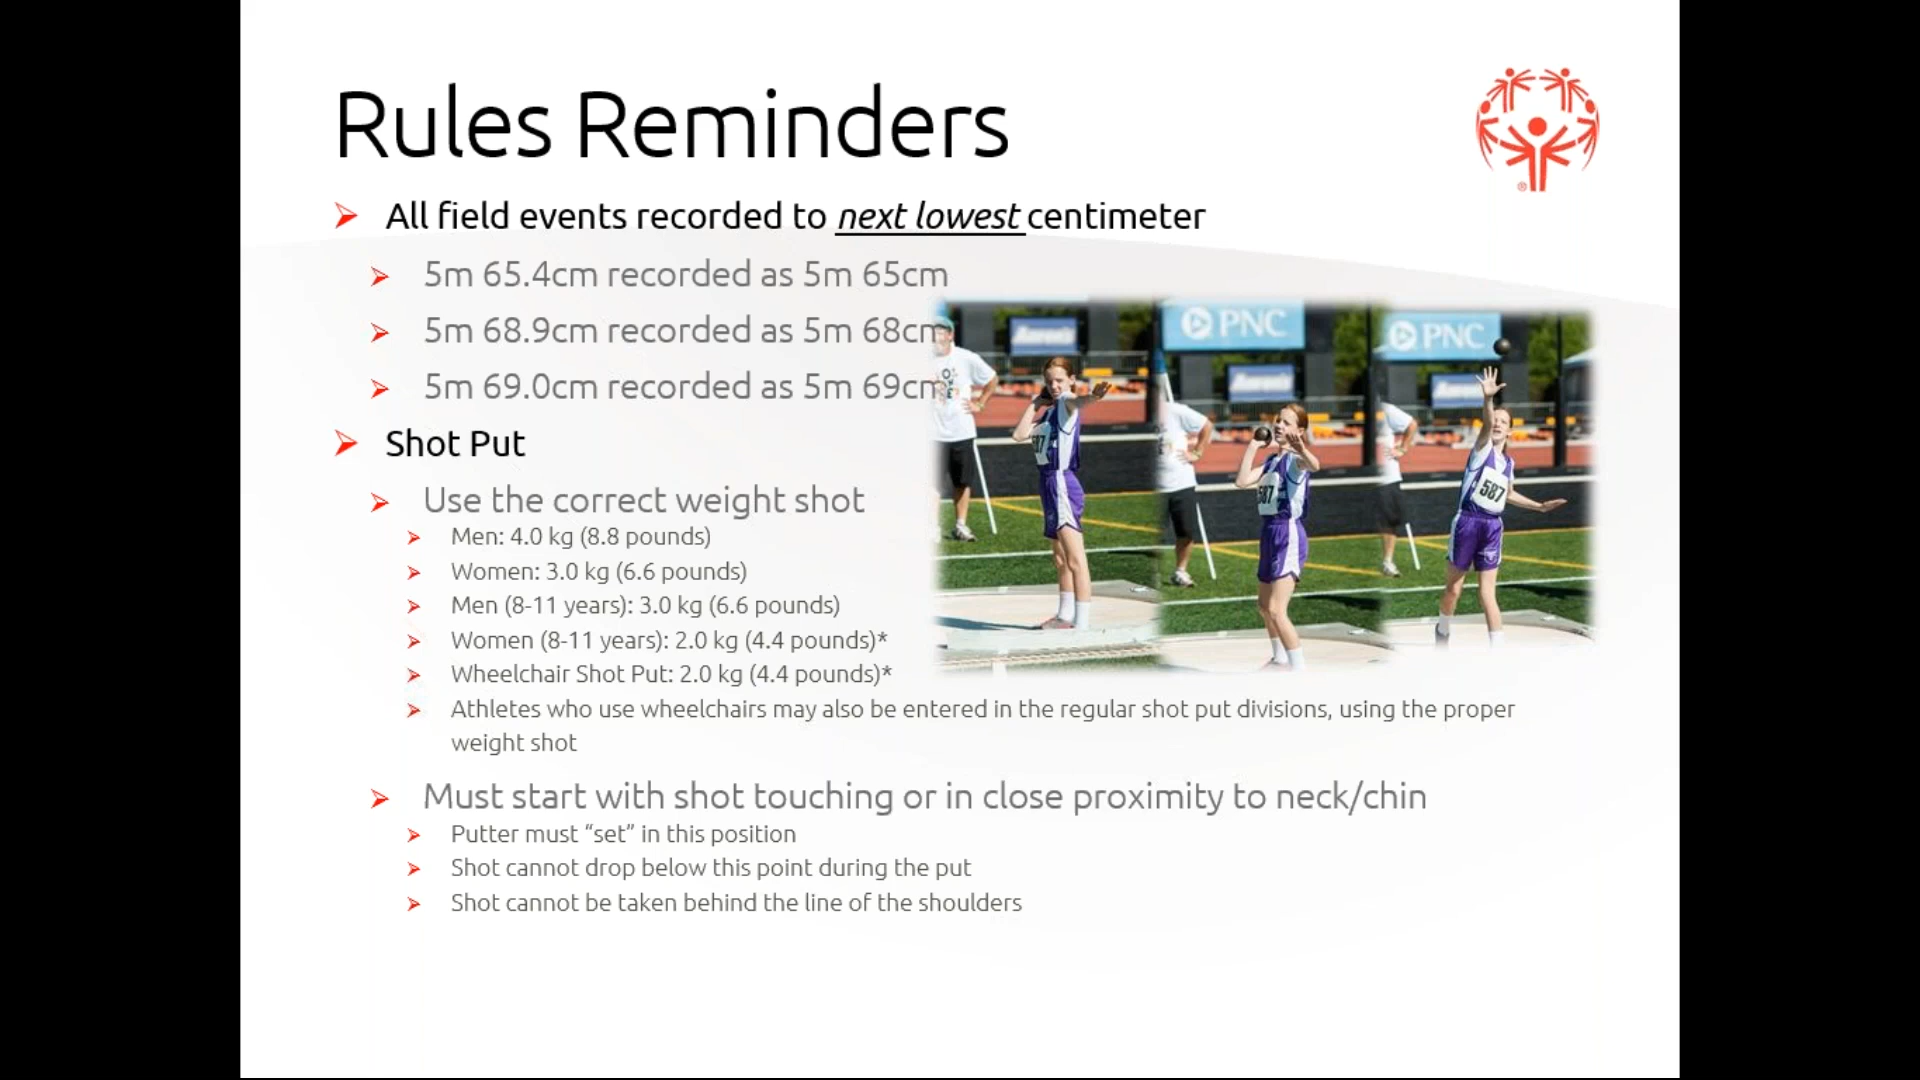 Rules Reminders
All field events recorded to next lowest centimeter
5m 65.4cm recorded as 5m 65cm
5m 68.9cm recorded as 5m 68cm
5m 69.0cm recorded as 5m 69cm
Shot Put
Use the correct weight shot
Men: 4.0 kg (8.8 pounds)
Women: 3.0 kg (6.6 pounds)
Men (8-11 years): 3.0 kg (6.6 pounds)
Women (8-11 years): 2.0 kg (4.4 pounds)*
Wheelchair Shot Put: 2.0 kg (4.4 pounds)*
Athletes who use wheelchairs may also be entered in the regular shot put divisions, using the proper
weight shot
Must start with shot touching or in close proximity to neck/chin
Putter must “set” in this position
Shot cannot drop below this point during the put
Shot cannot be taken behind the line of the shoulders
®
PNC
PNC
587
587